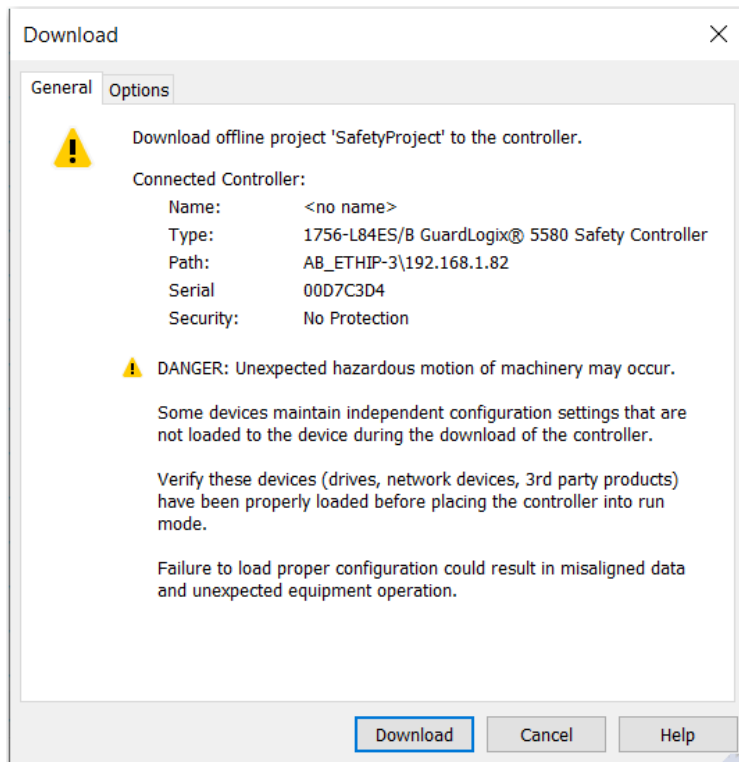 Download
General
Options
Download offline project 'SafetyProject' to the controller.
Connected Controller:
Name: <no name>
Type: 1756-L84ES/B GuardLogix® 5580 Safety Controller
Path: AB_ETHIP-3\192.168.1.82
Serial 00D7C3D4
Security: No Protection
DANGER: Unexpected hazardous motion of machinery may occur.
Some devices maintain independent configuration settings that are
not loaded to the device during the download of the controller.
Verify these devices (drives, network devices, 3rd party products)
have been properly loaded before placing the controller into run
mode.
Failure to load proper configuration could result in misaligned data
and unexpected equipment operation.
Download
Cancel
Help